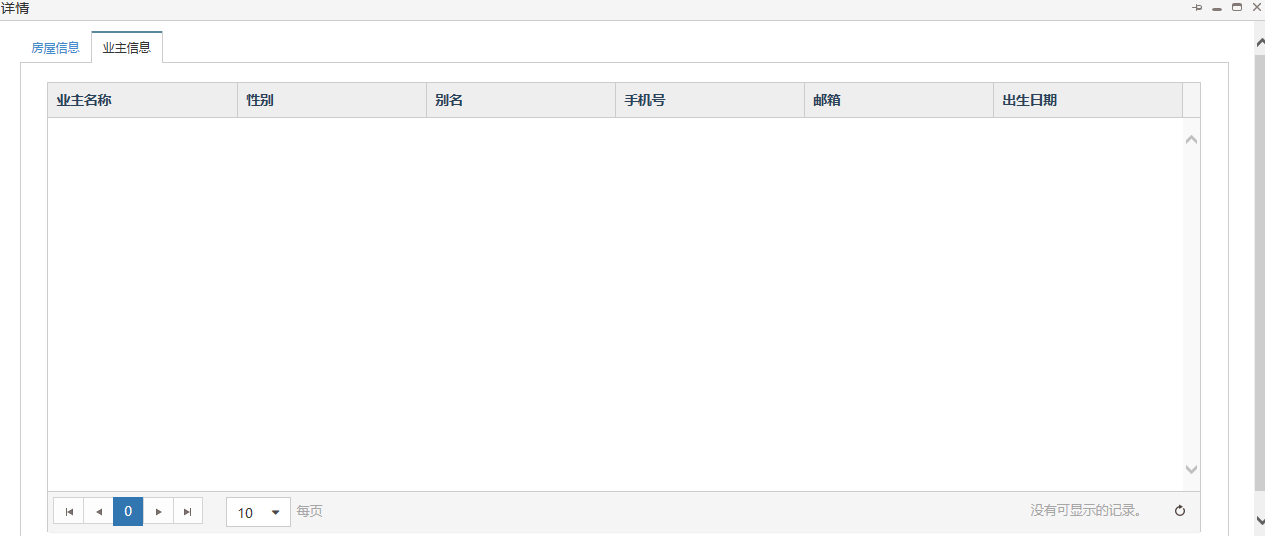 详情
房屋信息 业主信息
业主名称 性别 别名 手机号 邮箱 出生日期
0 10 每页 没有可显示的记录。